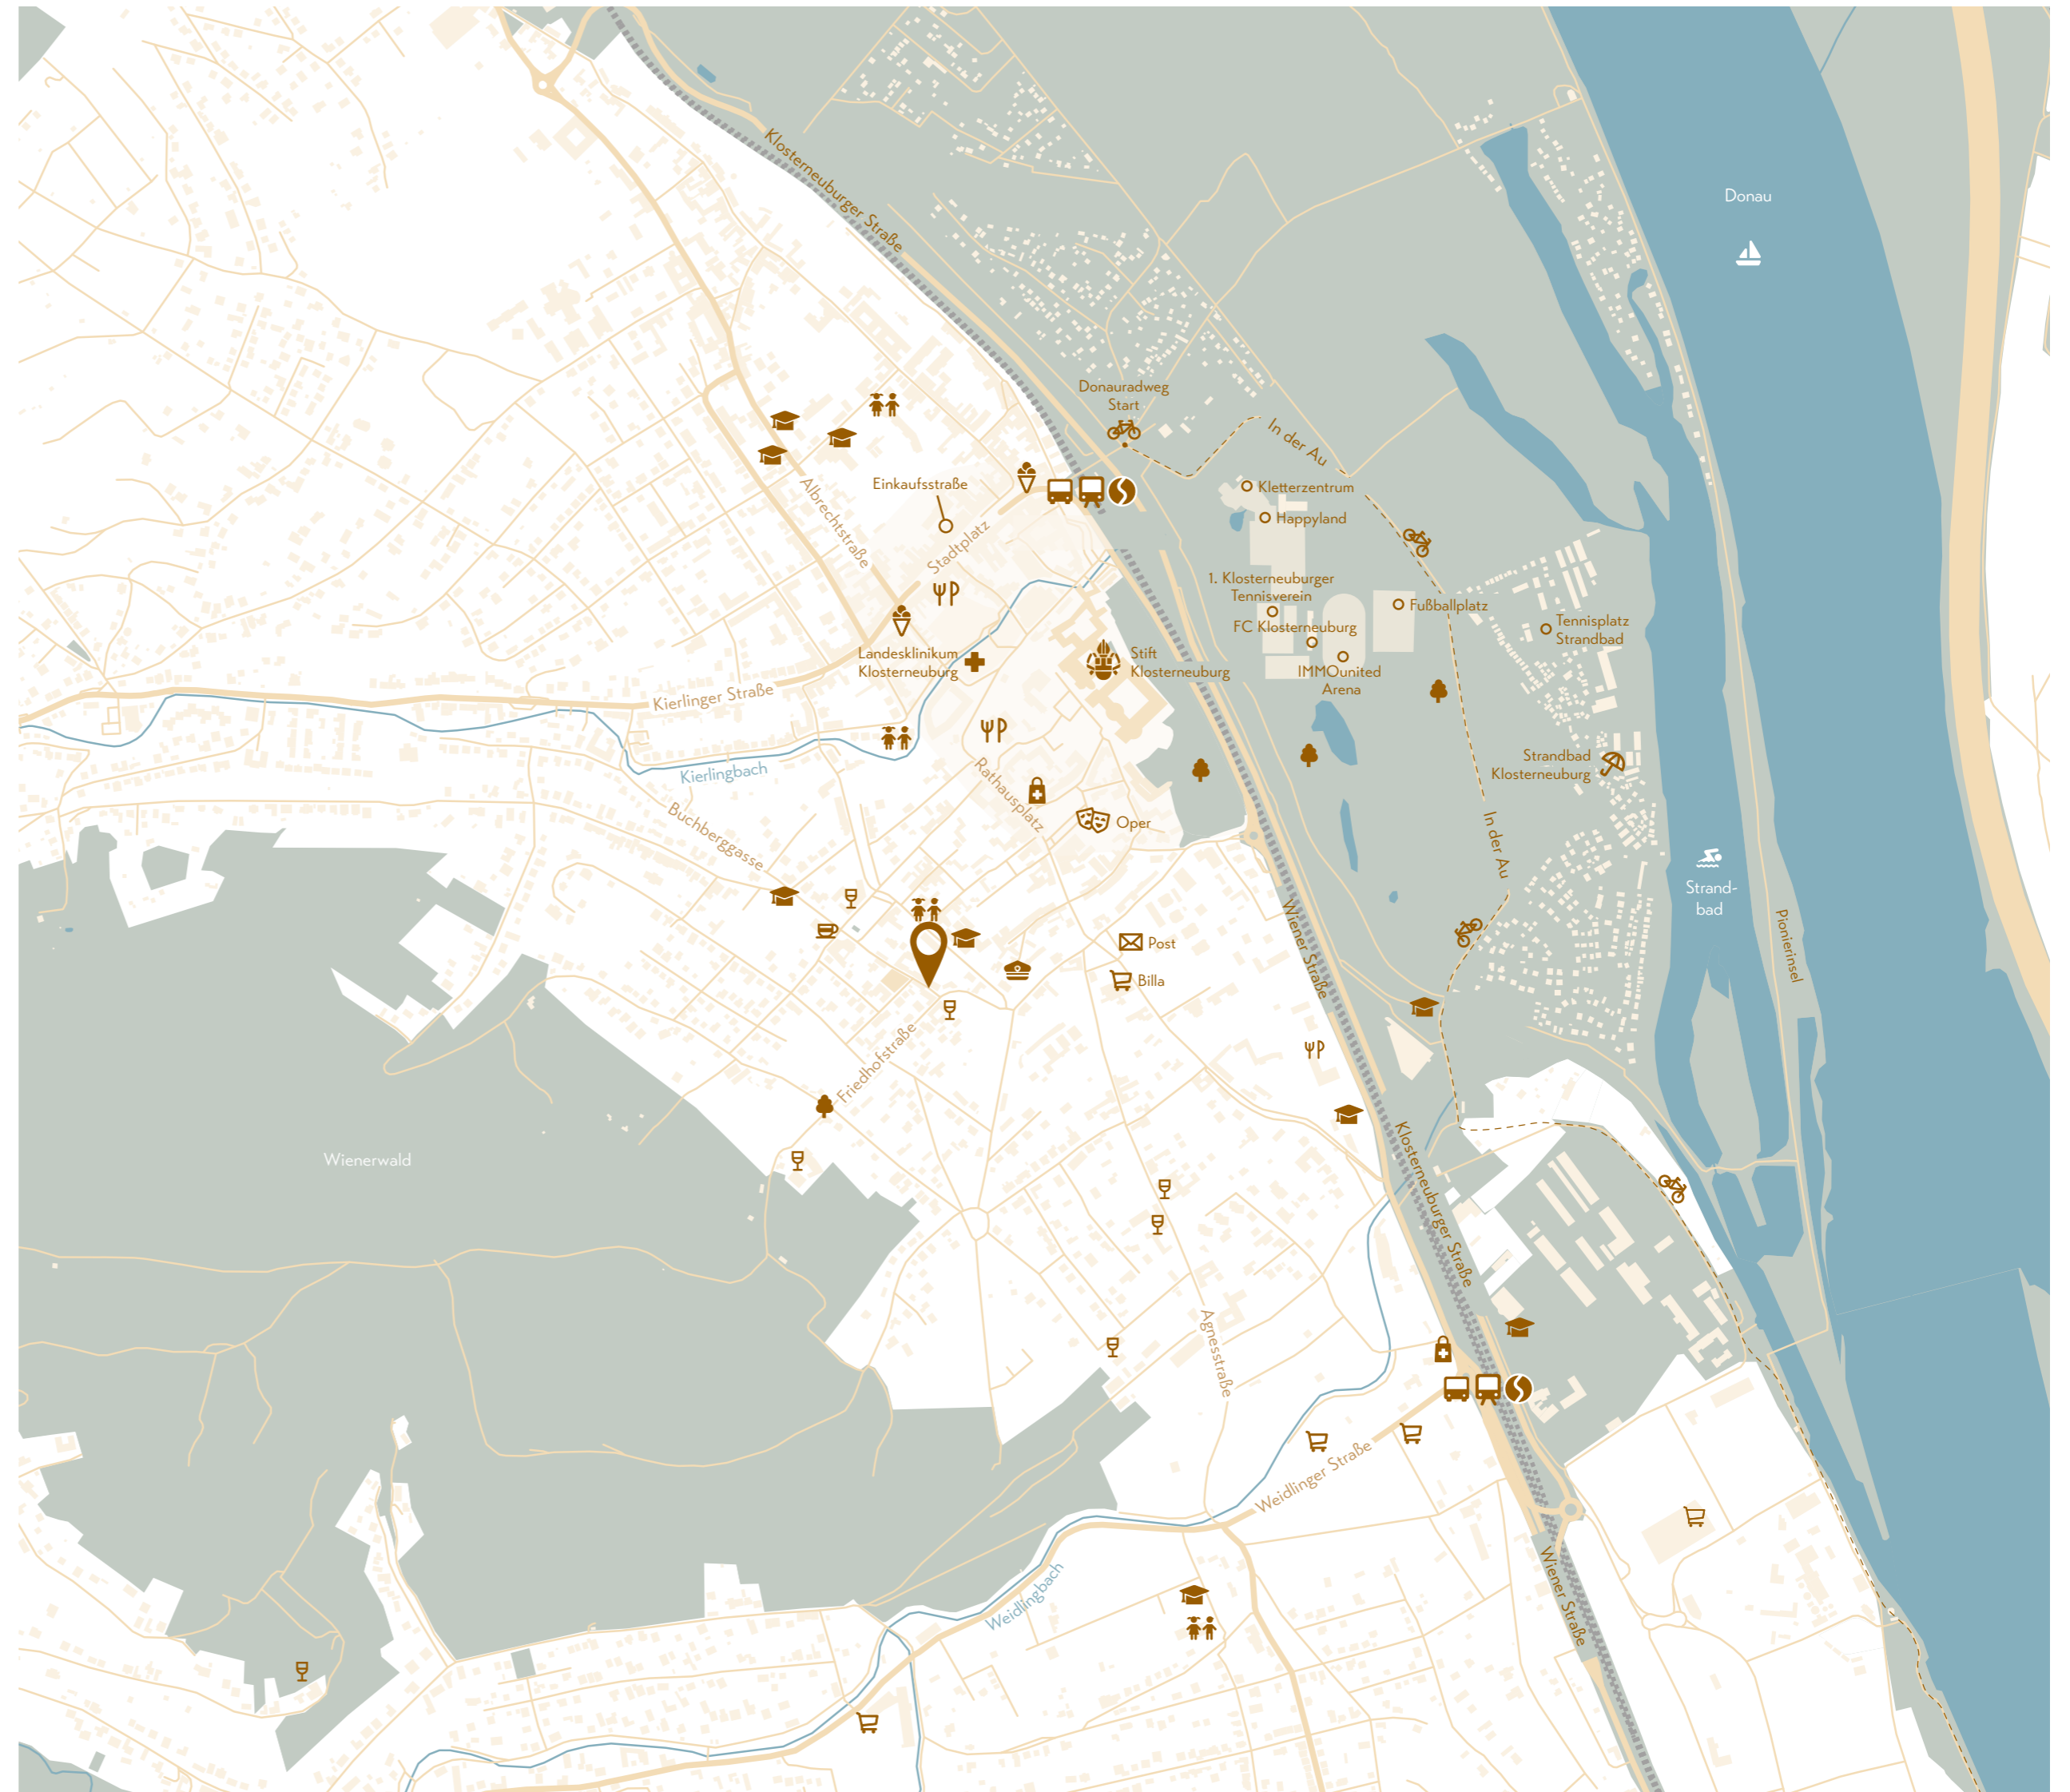 Klosterneuburger Straße
Donau
Donauradweg
Start
In der Au
Einkaufsstraße
Kletterzentrum
Happyland
Albrechtstraße
Stadtplatz
1. Klosterneuburger
Tennisverein
Fußballplatz
FC Klosterneuburg
Tennisplatz
Strandbad
IMMOunited
Arena
Landesklinikum
Klosterneuburg
Stift
Klosterneuburg
Kierlinger Straße
Kierlingbach
Strandbad
Klosterneuburg
Rathausplatz
Buchberggasse
Oper
In der Au
Strand-
bad
Wiener Straße
Pionierinsel
Post
Billa
Friedhofstraße
Wienerwald
Klosterneuburger Straße
Agnesstraße
Weidlinger Straße
Weidlingbach
Wiener Straße